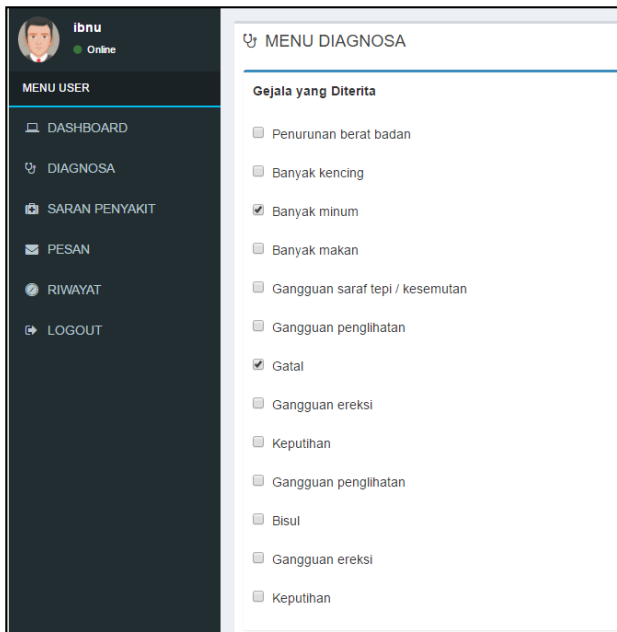 ibnu
Online
MENU USER
DASHBOARD
DIAGNOSA
SARAN PENYAKIT
PESAN
RIWAYAT
LOGOUT
MENU DIAGNOSA
Gejala yang Diterita
Penurunan berat badan
Banyak kencing
Banyak minum
Banyak makan
Gangguan saraf tepi / kesemutan
Gangguan penglihatan
Gatal
Gangguan ereksi
Keputihan
Gangguan penglihatan
Bisul
Gangguan ereksi
Keputihan